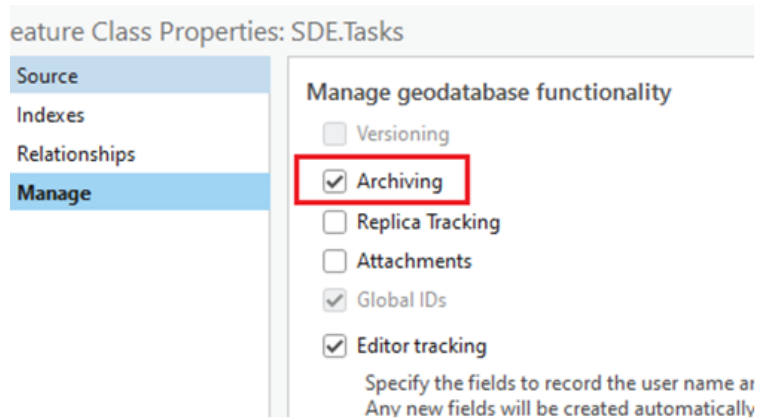 eature Class Properties: SDE.Tasks
Source
Indexes
Relationships
Manage
Manage geodatabase functionality
Versioning
Archiving
Replica Tracking
Attachments
Global IDs
Editor tracking
Specify the fields to record the user name
Any new fields will be created automatically